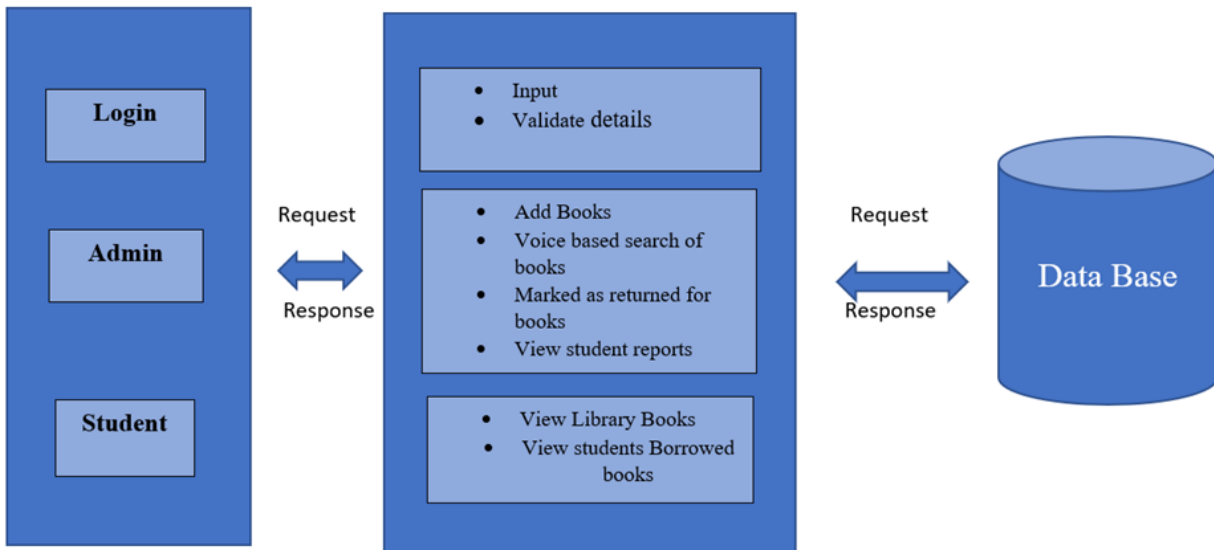 Login
Admin
Student
Request
Response
• Input
• Validate details
• Add Books
• Voice based search of
books
• Marked as returned for
books
• View student reports
• View Library Books
• View students Borrowed
books
Request
Response
Data Base